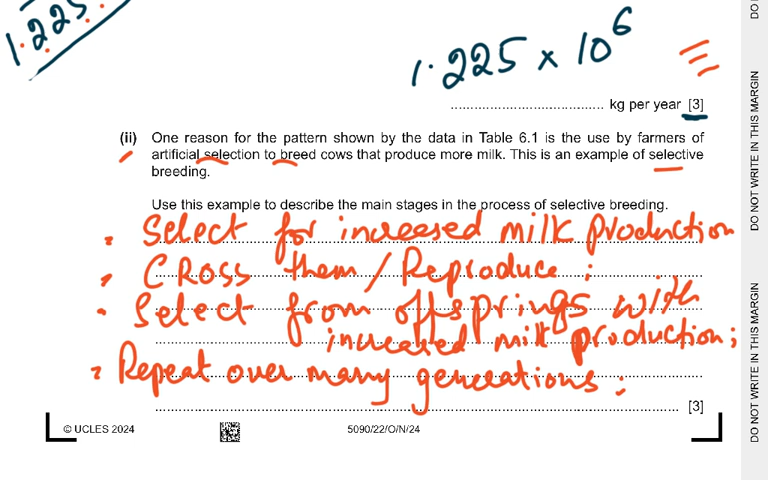 1.225
1.225 × 10⁶
kg per year [3]
(ii) One reason for the pattern shown by the data in Table 6.1 is the use by farmers of
artificial selection to breed cows that produce more milk. This is an example of selective
breeding.
Use this example to describe the main stages in the process of selective breeding.
Select for increased milk production
CROSS them/Reproduce;
Select from offsprings with
increased milk production;
Repeat over many generations;
[3]
© UCLES 2024
5090/22/O/N/24
DO NOT WRITE IN THIS MARGIN
DO NOT WRITE IN THIS MARGIN